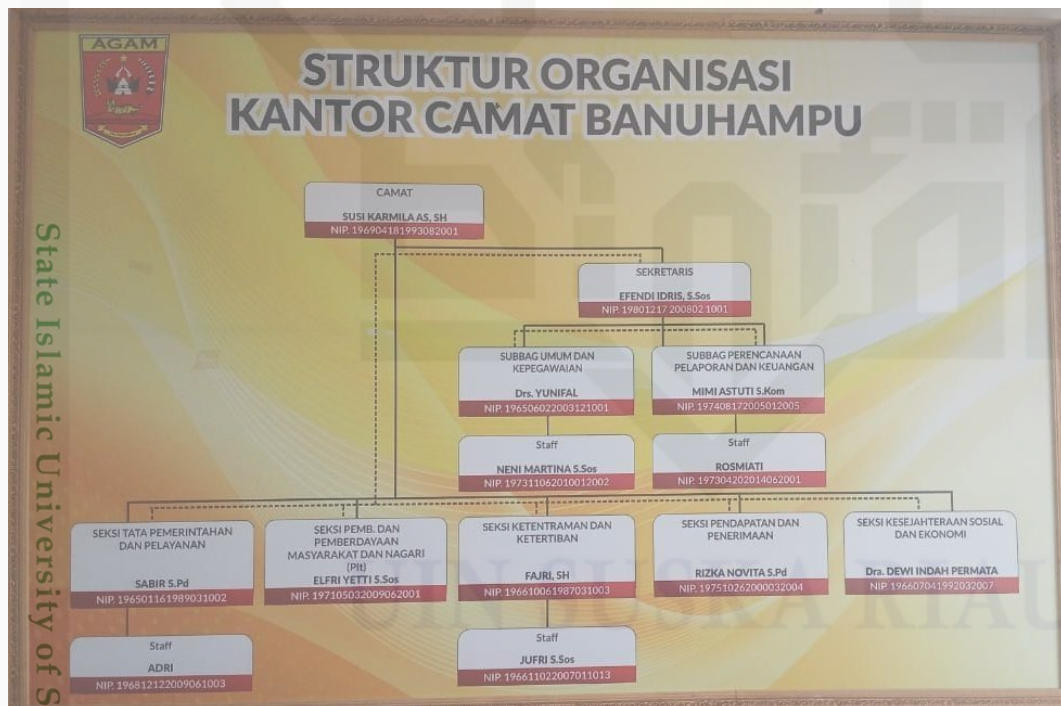 AGAM
STRUKTUR ORGANISASI
KANTOR CAMAT BANUHAMPU
CAMAT
SUSI KARMILA AS, SH
NIP. 196904181993082001
SEKRETARIS
EFENDI IDRIS, S.Sos
NIP. 19801217 200802 1001
SUBBAG UMUM DAN
KEPEGAWAIAN
Drs. YUNIFAL
NIP. 196506022003121001
SUBBAG PERENCANAAN
PELAPORAN DAN KEUANGAN
MIMI ASTUTI S.Kom
NIP. 197408172005012005
Staff
NENI MARTINA S.Sos
NIP. 197311062010012002
Staff
ROSMIATI
NIP. 197304202014062001
SEKSI TATA PEMERINTAHAN
DAN PELAYANAN
SABIR S.Pd
NIP. 196501161989031002
SEKSI PEMB. DAN
PEMBERDAYAAN
MASYARAKAT DAN NAGARI
(Plt)
ELFRI YETTI S.Sos
NIP. 197105032009062001
SEKSI KETENTRAMAN DAN
KETERTIBAN
FAJRI, SH
NIP. 196610061987031003
SEKSI PENDAPATAN DAN
PENERIMAAN
RIZKA NOVITA S.Pd
NIP. 197510262000032004
SEKSI KESEJAHTERAAN SOSIAL
DAN EKONOMI
Dra. DEWI INDAH PERMATA
NIP. 196607041992032007
Staff
ADRI
NIP. 196812122009061003
Staff
JUFRI S.Sos
NIP. 196611022007011013
State Islamic University of S
UIN SUSKA RIAU